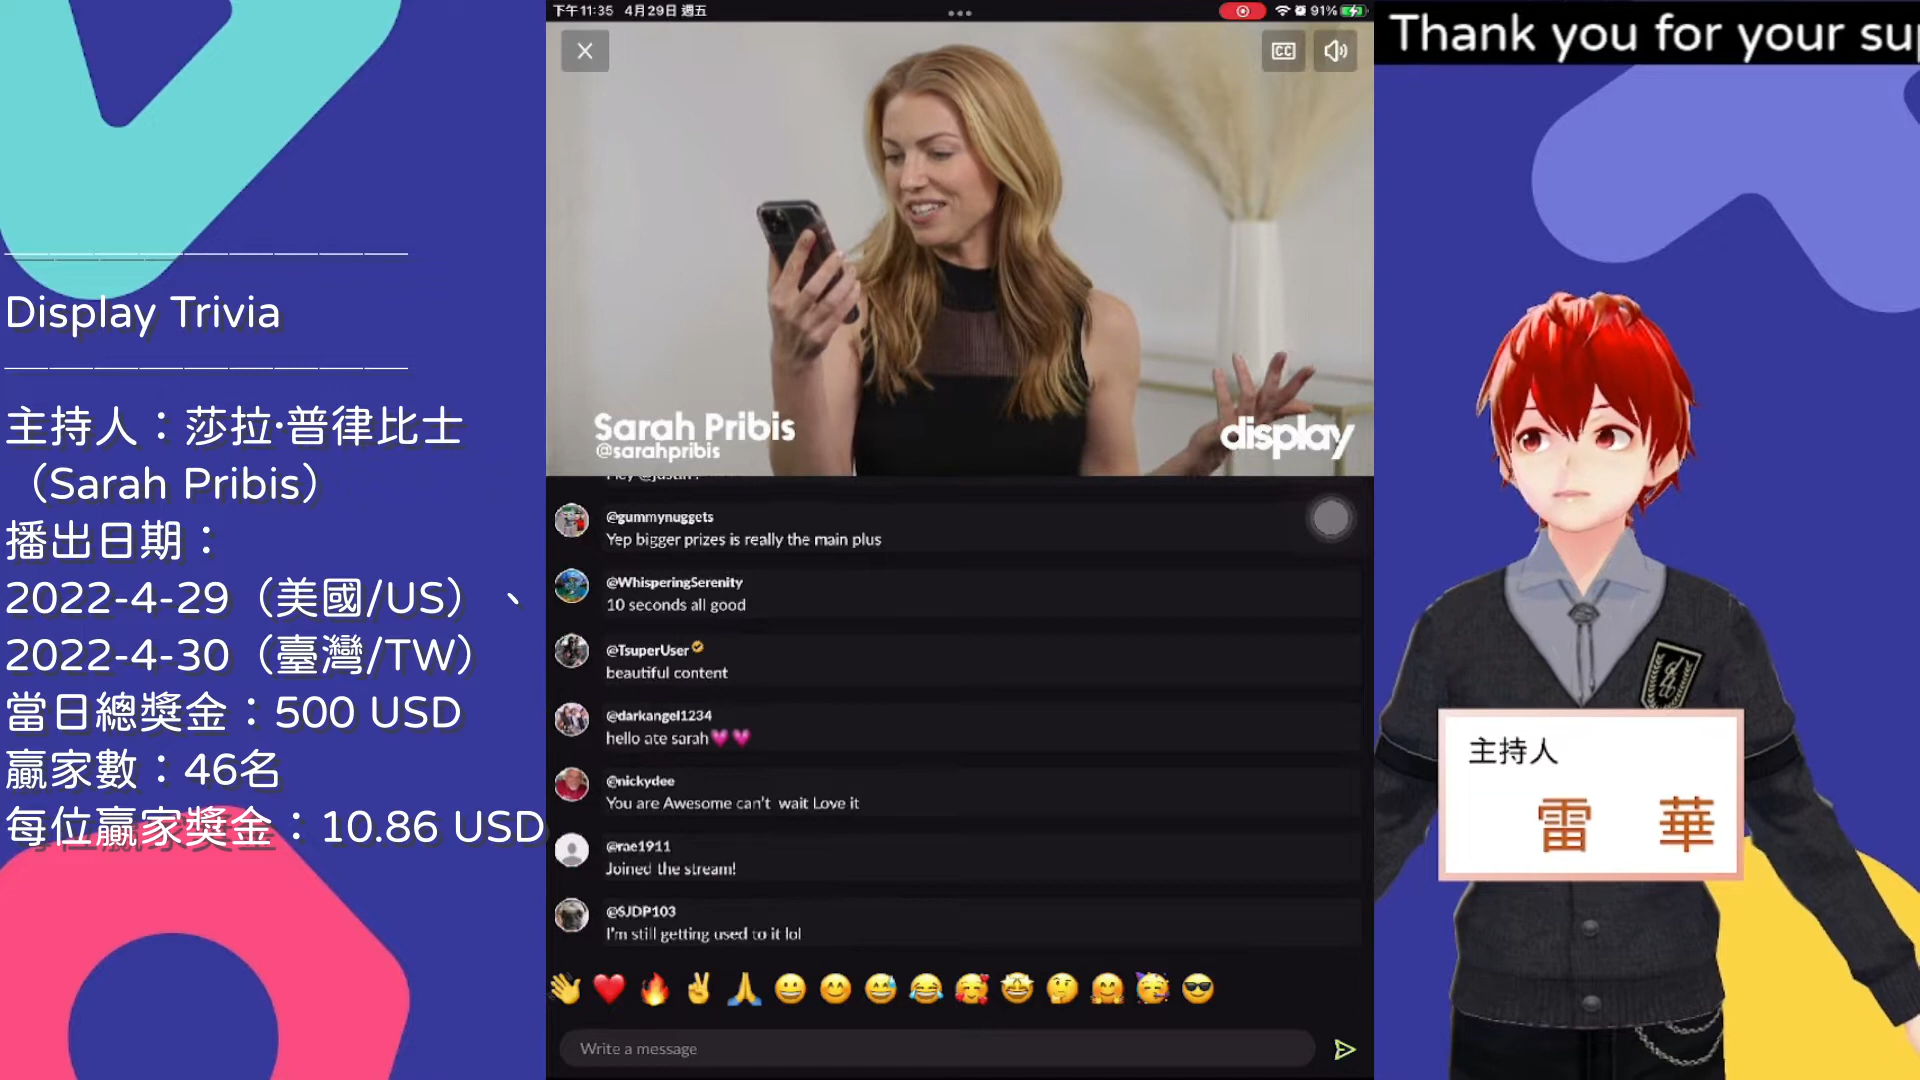 Display Trivia
主持人：莎拉·普律比士
（Sarah Pribis）
播出日期：
2022-4-29（美國/US）、
2022-4-30（臺灣/TW）
當日總獎金：500 USD
贏家數：46名
每位贏家獎金：10.86 USD
下午11:35 4月29日 週五
91%
CC
Sarah Pribis
@sarahpribis
display
Hey @justin!
@gummynuggets
Yep bigger prizes is really the main plus
@WhisperingSerenity
10 seconds all good
@TsuperUser
beautiful content
@darkangel1234
hello ate sarah💗💗
@nickydee
You are Awesome can't wait Love it
@rae1911
Joined the stream!
@SJDP103
I'm still getting used to it lol
👋❤️🔥✌️🙏😀😊😅😂🥰🤩🤔🤗🥳😎
Write a message
Thank you for your sup
主持人
雷 華